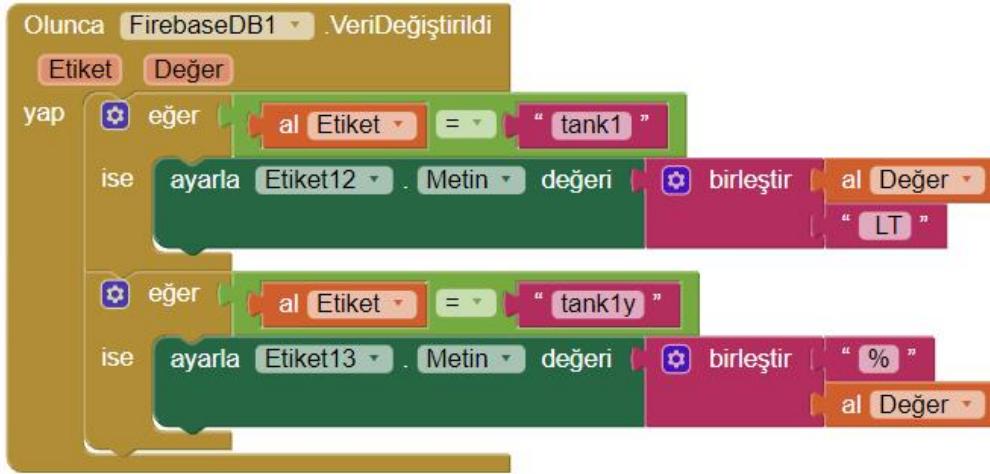 Olunca FirebaseDB1 .VeriDeğiştirildi
Etiket Değer
yap eğer al Etiket = “ tank1 ”
ise ayarla Etiket12 . Metin değeri birleştir al Değer
“ LT ”
eğer al Etiket = “ tank1y ”
ise ayarla Etiket13 . Metin değeri birleştir “ % ”
al Değer